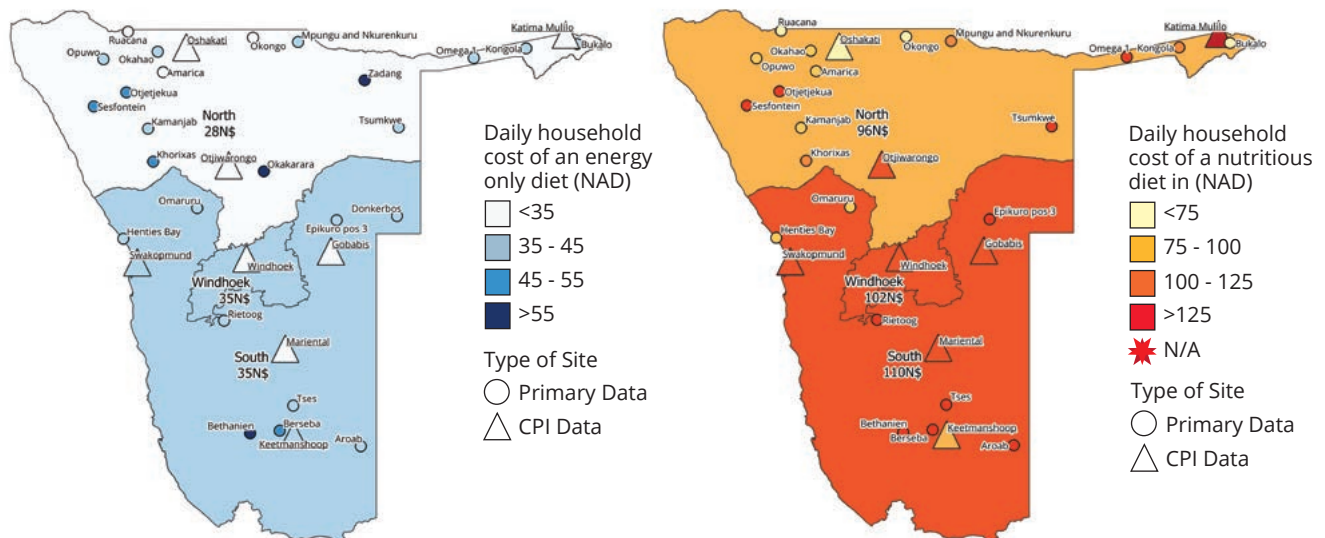 Ruacana
Oshakati
Okongo
Mpungu and Nkurenkuru
Katima Mulilo
Opuwo
Okahao
Omega 1
Kongola
Bukalo
Amarica
Zadang
Otjetjekua
Sesfontein
North
28N$
Kamanjab
Tsumkwe
Khorixas
Otjiwarongo
Okakarara
Omaruru
Donkerbos
Epikuro pos 3
Henties Bay
Gobabis
Swakopmund
Windhoek
Windhoek
35N$
Rietoog
Mariental
South
35N$
Tses
Bethanien
Berseba
Keetmanshoop
Aroab
Daily household
cost of an energy
only diet (NAD)
<35
35 - 45
45 - 55
>55
Type of Site
Primary Data
CPI Data
Ruacana
Oshakati
Okongo
Mpungu and Nkurenkuru
Katima Mulilo
Okahao
Opuwo
Omega 1
Kongola
Bukalo
Amarica
Otjetjekua
Sesfontein
North
96N$
Kamanjab
Tsumkwe
Khorixas
Otjiwarongo
Omaruru
Epikuro pos 3
Henties Bay
Gobabis
Swakopmund
Windhoek
Windhoek
102N$
Rietoog
Mariental
South
110N$
Tses
Bethanien
Berseba
Keetmanshoop
Aroab
Daily household
cost of a nutritious
diet in (NAD)
<75
75 - 100
100 - 125
>125
N/A
Type of Site
Primary Data
CPI Data